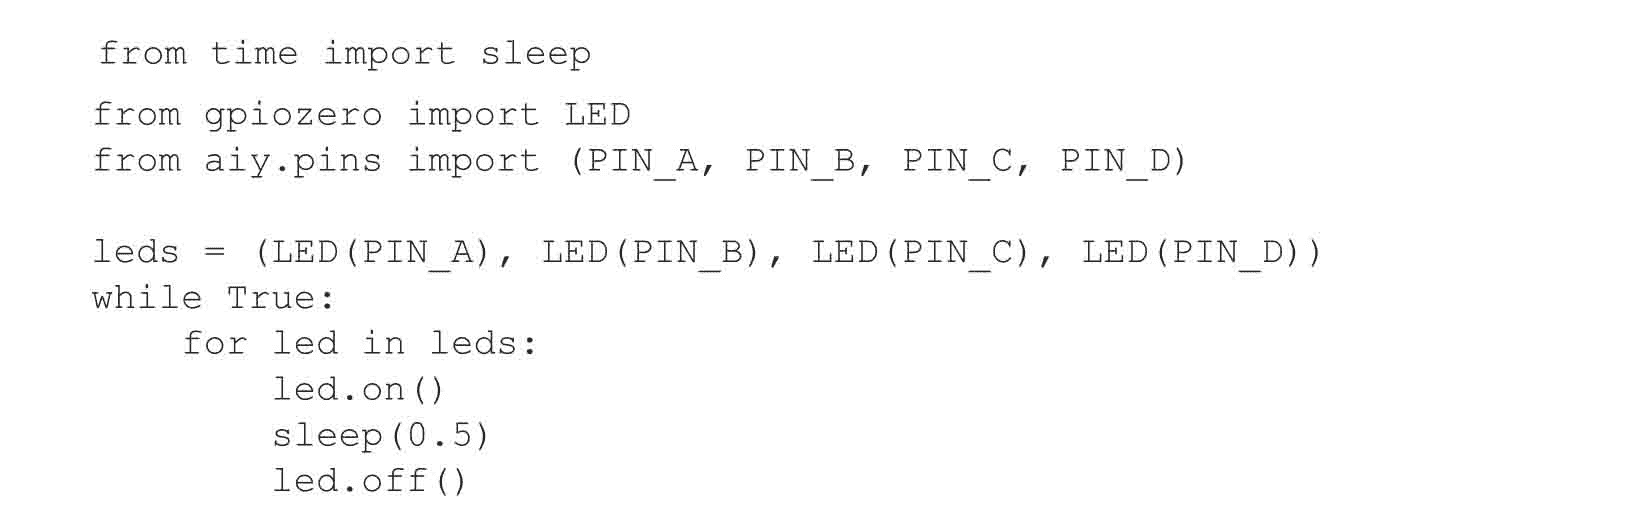 from time import sleep
from gpiozero import LED
from aiy.pins import (PIN_A, PIN_B, PIN_C, PIN_D)
leds = (LED(PIN_A), LED(PIN_B), LED(PIN_C), LED(PIN_D))
while True:
    for led in leds:
        led.on()
        sleep(0.5)
        led.off()